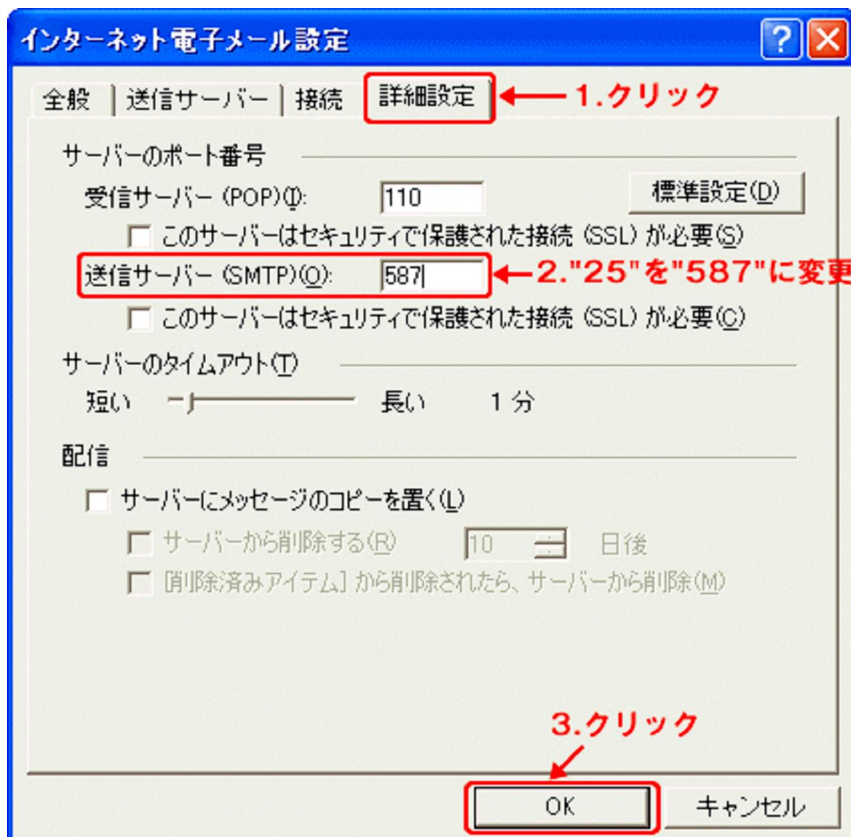 インターネット電子メール設定
全般 送信サーバー 接続 詳細設定 1.クリック
サーバーのポート番号
受信サーバー (POP)(I): 110 標準設定(D)
このサーバーはセキュリティで保護された接続 (SSL) が必要(S)
送信サーバー (SMTP)(O): 587 2."25"を"587"に変更
このサーバーはセキュリティで保護された接続 (SSL) が必要(C)
サーバーのタイムアウト(T)
短い 長い 1 分
配信
サーバーにメッセージのコピーを置く(L)
サーバーから削除する(R) 10 日後
[削除済みアイテム] から削除されたら、サーバーから削除(M)
3.クリック
OK キャンセル